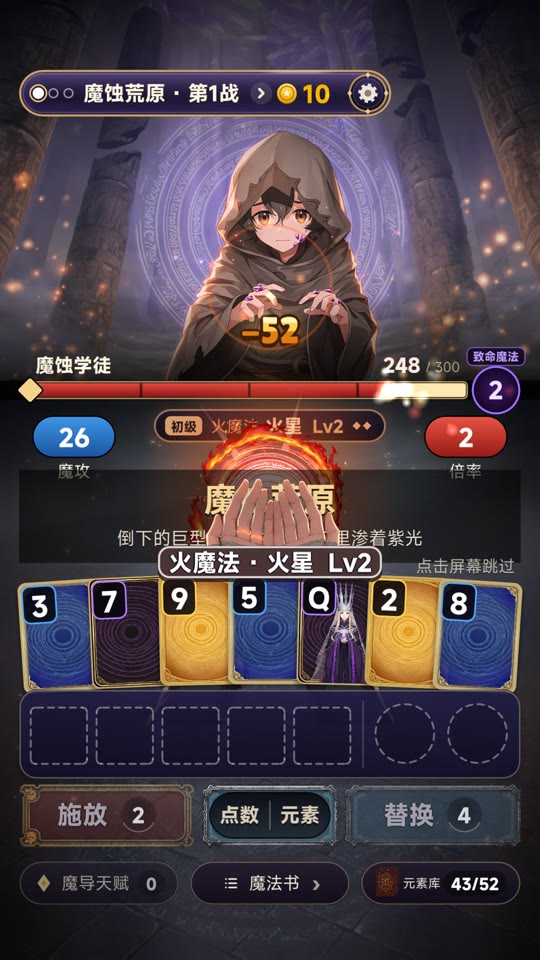 魔蚀荒原 · 第1战 › 10
-52
魔蚀学徒
248 / 300
致命魔法
2
26
魔攻
初级 火魔法 火星 Lv2
2
倍率
魔 荒原
倒下的巨型 里渗着紫光
火魔法 · 火星 Lv2
点击屏幕跳过
3 7 9 5 Q 2 8
施放 2
点数 | 元素
替换 4
魔导天赋 0
魔法书 ›
元素库 43/52